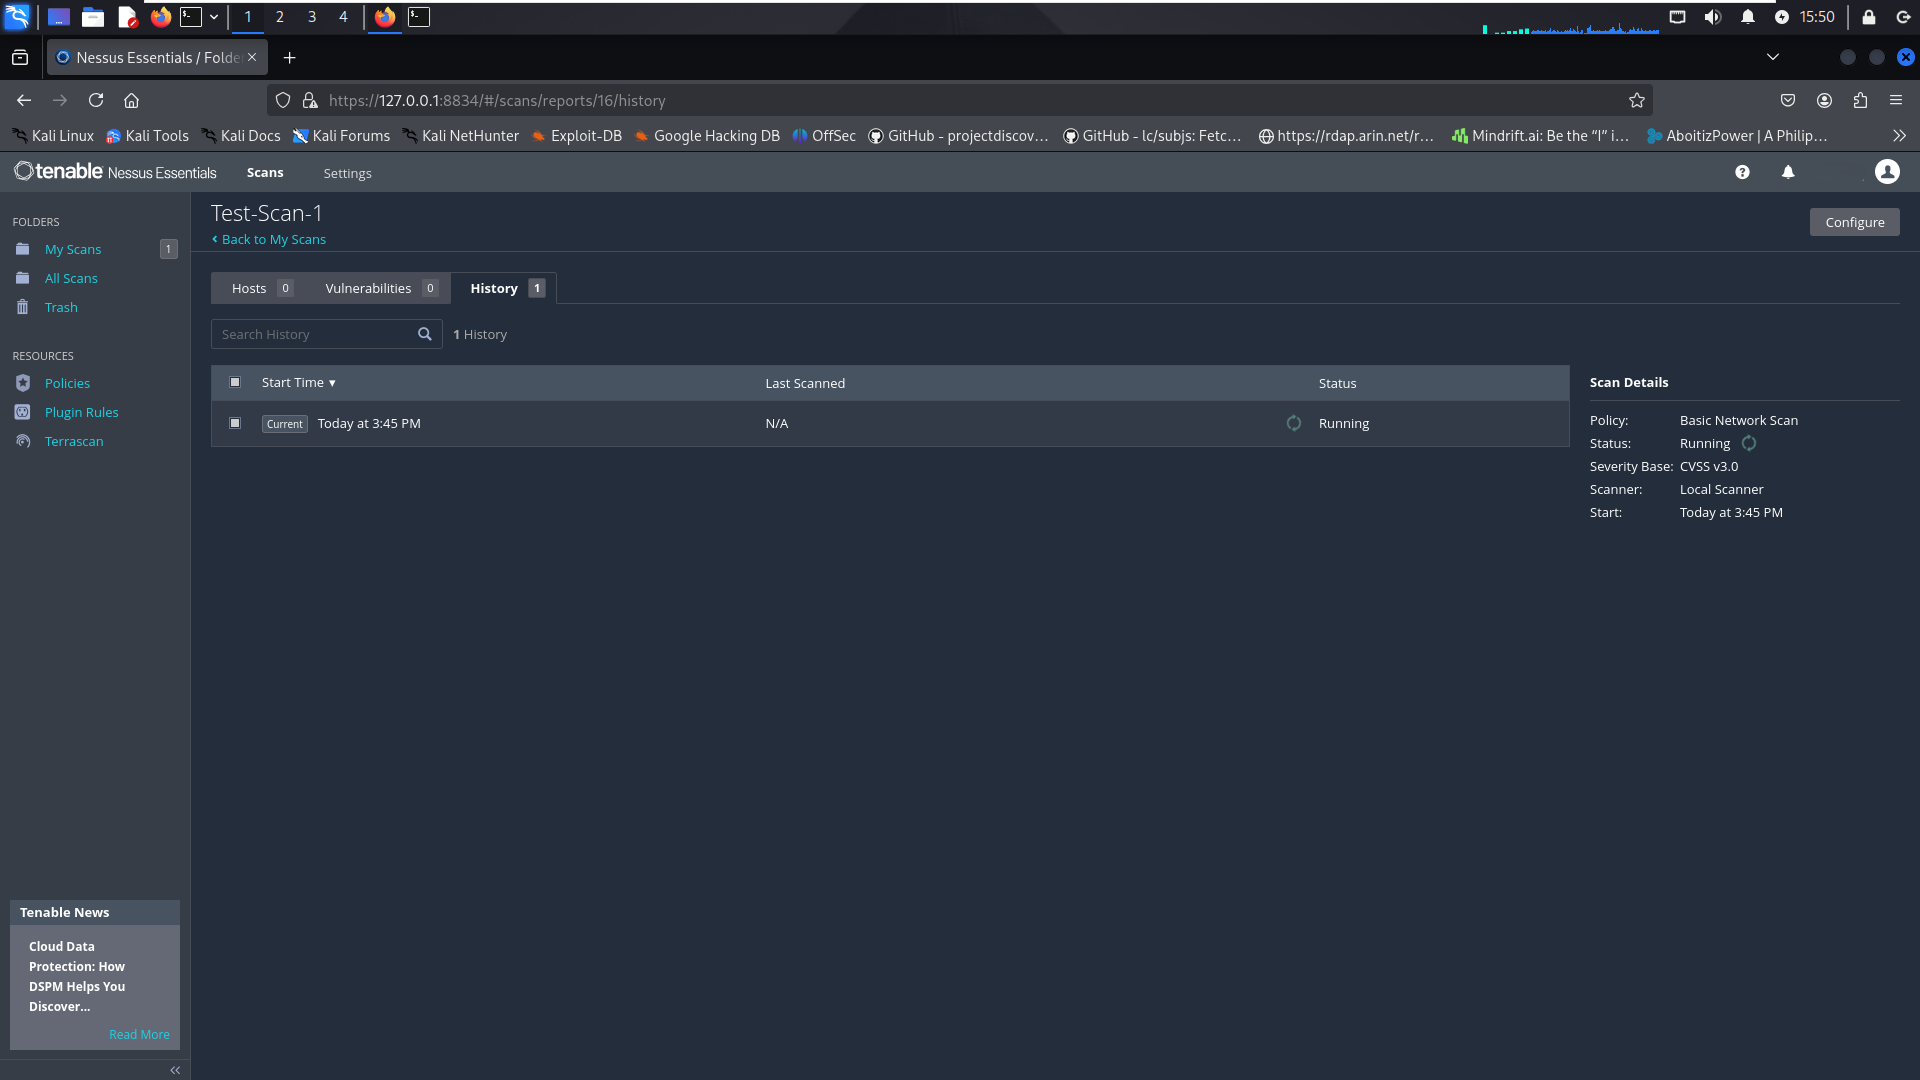 1 2 3 4 15:50
Nessus Essentials / Folde
https://127.0.0.1:8834/#/scans/reports/16/history
Kali Linux Kali Tools Kali Docs Kali Forums Kali NetHunter Exploit-DB Google Hacking DB OffSec GitHub - projectdiscov… GitHub - lc/subjs: Fetc… https://rdap.arin.net/r… Mindrift.ai: Be the “I” i… AboitizPower | A Philip…
tenable Nessus Essentials Scans Settings
FOLDERS
My Scans 1
All Scans
Trash
RESOURCES
Policies
Plugin Rules
Terrascan
Tenable News
Cloud Data
Protection: How
DSPM Helps You
Discover...
Read More
Test-Scan-1
Back to My Scans
Configure
Hosts 0 Vulnerabilities 0 History 1
Search History 1 History
Start Time Last Scanned Status
Current Today at 3:45 PM N/A Running
Scan Details
Policy: Basic Network Scan
Status: Running
Severity Base: CVSS v3.0
Scanner: Local Scanner
Start: Today at 3:45 PM